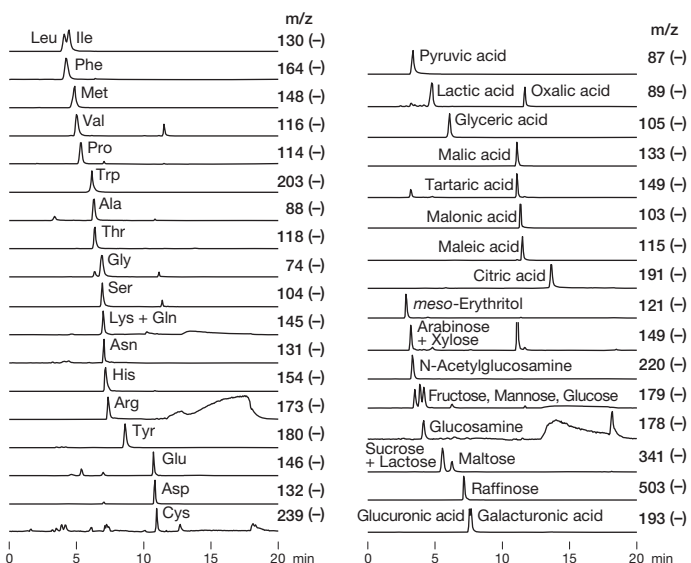 m/z
Leu Ile 130 (–)
Phe 164 (–)
Met 148 (–)
Val 116 (–)
Pro 114 (–)
Trp 203 (–)
Ala 88 (–)
Thr 118 (–)
Gly 74 (–)
Ser 104 (–)
Lys + Gln 145 (–)
Asn 131 (–)
His 154 (–)
Arg 173 (–)
Tyr 180 (–)
Glu 146 (–)
Asp 132 (–)
Cys 239 (–)
0 5 10 15 20 min
m/z
Pyruvic acid 87 (–)
Lactic acid Oxalic acid 89 (–)
Glyceric acid 105 (–)
Malic acid 133 (–)
Tartaric acid 149 (–)
Malonic acid 103 (–)
Maleic acid 115 (–)
Citric acid 191 (–)
meso-Erythritol 121 (–)
Arabinose
+ Xylose 149 (–)
N-Acetylglucosamine 220 (–)
Fructose, Mannose, Glucose 179 (–)
Glucosamine 178 (–)
Sucrose
+ Lactose Maltose 341 (–)
Raffinose 503 (–)
Glucuronic acid Galacturonic acid 193 (–)
0 5 10 15 20 min